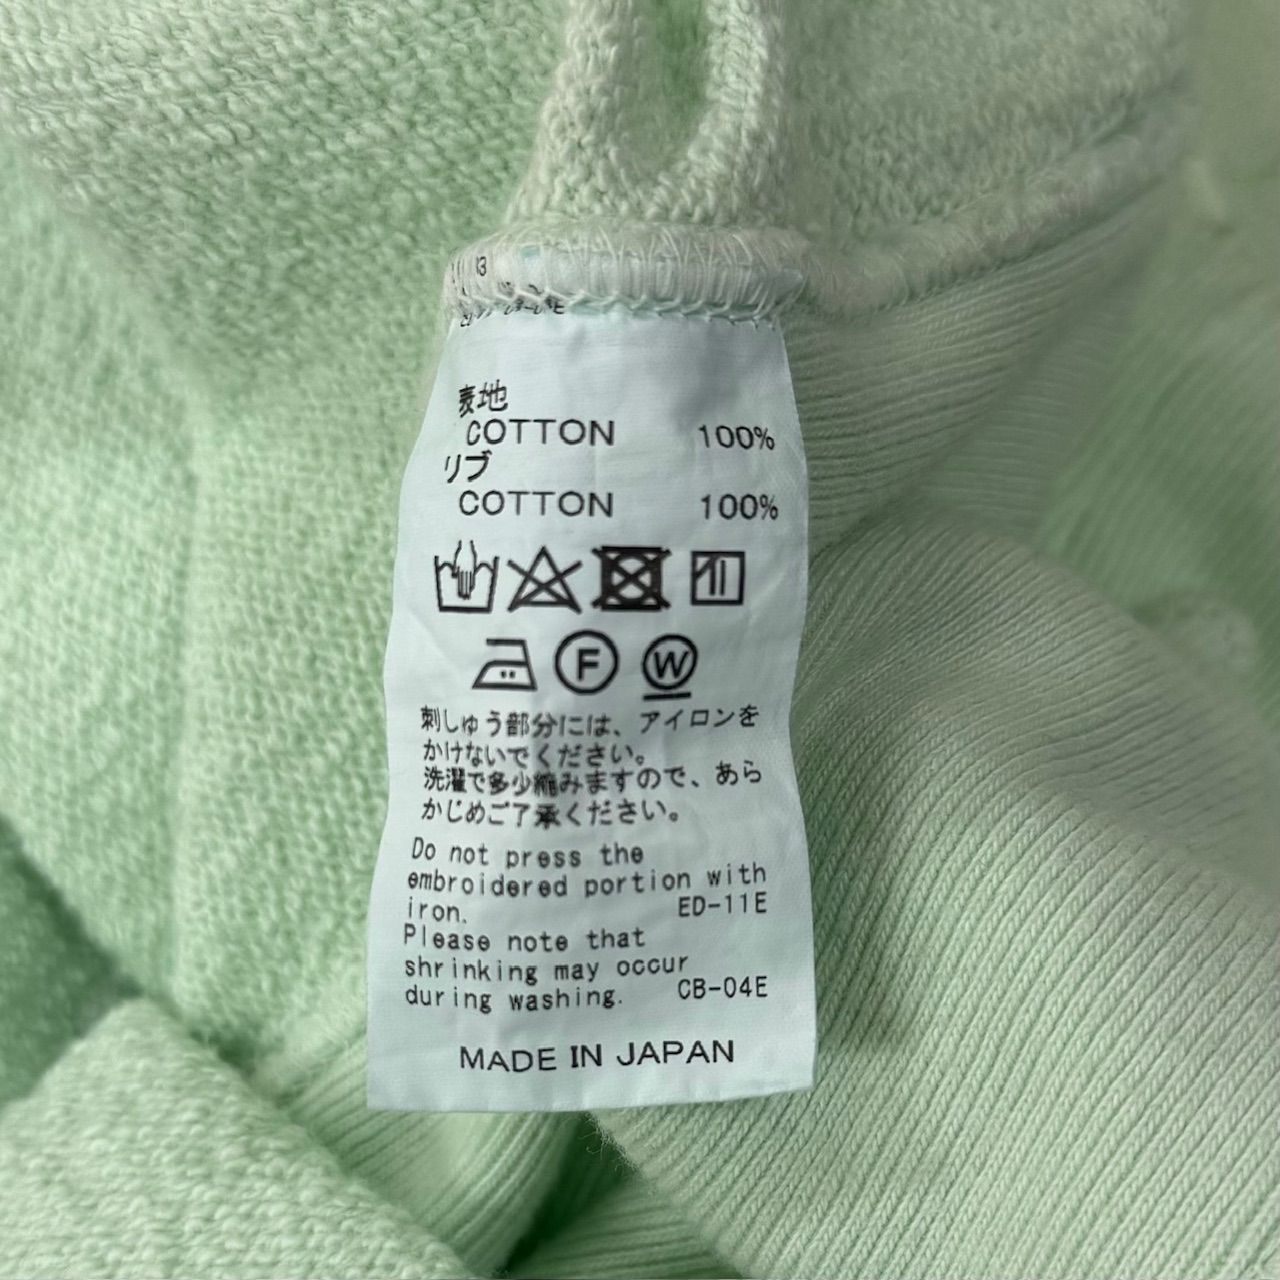 表地
COTTON 100%
リブ
COTTON 100%
F W
刺しゅう部分には、アイロンを
かけないでください。
洗濯で多少縮みますので、あら
かじめご了承ください。
Do not press the
embroidered portion with
iron. ED-11E
Please note that
shrinking may occur
during washing. CB-04E
MADE IN JAPAN